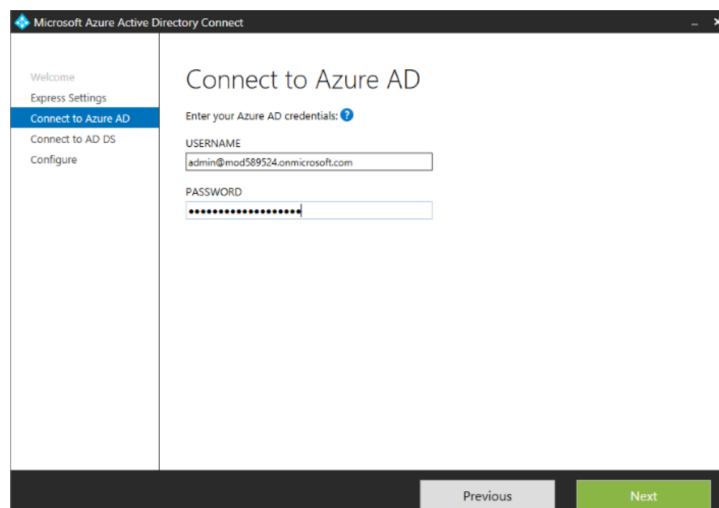 Microsoft Azure Active Directory Connect
Welcome
Express Settings
Connect to Azure AD
Connect to AD DS
Configure
Connect to Azure AD
Enter your Azure AD credentials: ?
USERNAME
admin@mod589524.onmicrosoft.com
PASSWORD
•••••••••••••••••••
Previous
Next